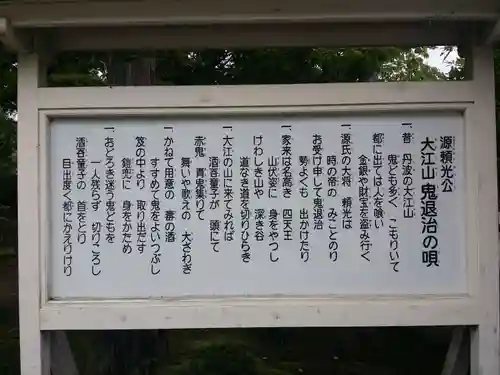 源頼光公
大江山 鬼退治の唄
一、昔 丹波の大江山
鬼ども多く こもりいて
都に出ては人を喰い
金銀や財宝を盗み行く
一、源氏の大将 頼光は
時の帝の みことのり
お受け申して鬼退治
勢よくも 出かけたり
一、家来は名高き 四天王
山伏姿に 身をやつし
けわしき山や 深き谷
道なき道を切りひらき
一、大江の山に来てみれば
酒呑童子が 頭にて
赤鬼 青鬼集りて
舞いや歌えの 大さわぎ
一、かねて用意の 毒の酒
すすめて鬼をよいつぶし
笈の中より 取り出だす
鎧兜に 身をかため
一、おどろき迷う鬼どもを
一人残らず 切りころし
酒呑童子の 首をとり
目出度く都にかえりけり